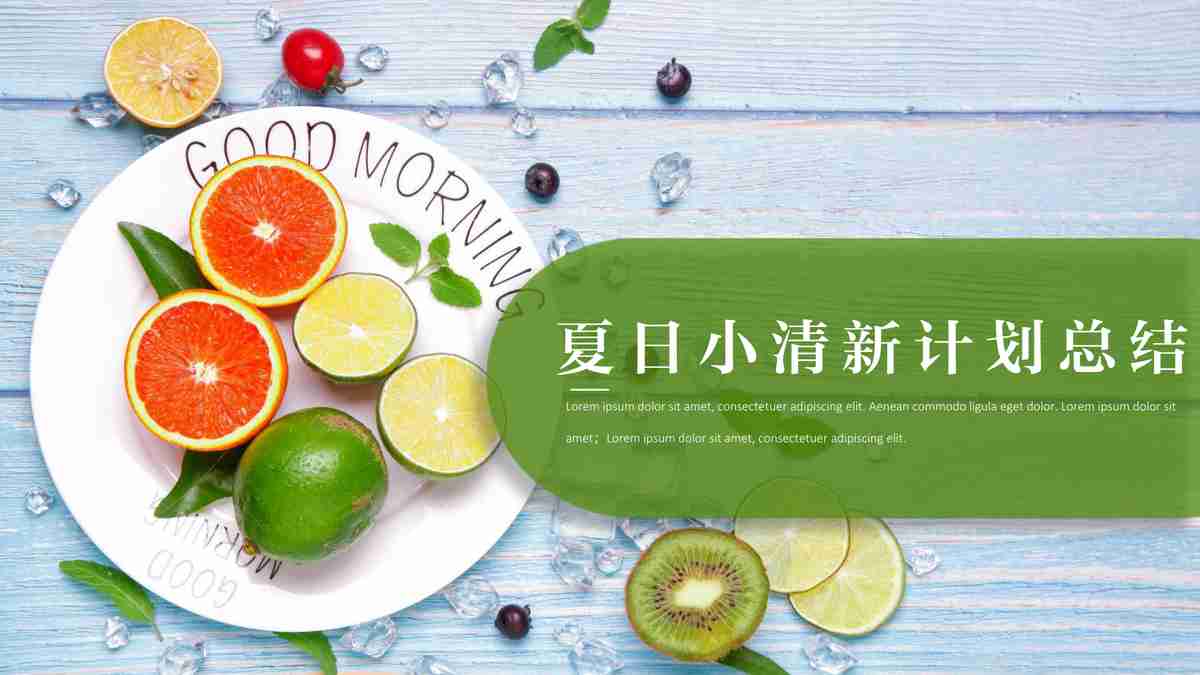 GOOD MORNING
夏日小清新计划总结
Lorem ipsum dolor sit amet, consectetuer adipiscing elit. Aenean commodo ligula eget dolor. Lorem ipsum dolor sit
amet；Lorem ipsum dolor sit amet, consectetuer adipiscing elit.
GOOD
MORNING